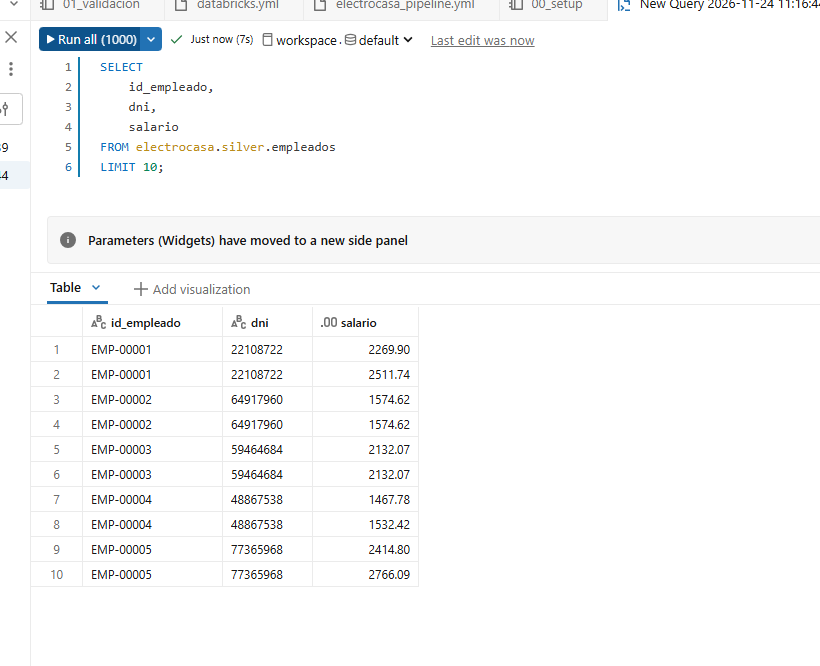 01_validacion databricks.yml electrocasa_pipeline.yml 00_setup New Query 2026-11-24 11:16:4
Run all (1000) Just now (7s) workspace. default Last edit was now
1 SELECT
2 id_empleado,
3 dni,
4 salario
5 FROM electrocasa.silver.empleados
6 LIMIT 10;
39
44
Parameters (Widgets) have moved to a new side panel
Table Add visualization
id_empleado dni .00 salario
1 EMP-00001 22108722 2269.90
2 EMP-00001 22108722 2511.74
3 EMP-00002 64917960 1574.62
4 EMP-00002 64917960 1574.62
5 EMP-00003 59464684 2132.07
6 EMP-00003 59464684 2132.07
7 EMP-00004 48867538 1467.78
8 EMP-00004 48867538 1532.42
9 EMP-00005 77365968 2414.80
10 EMP-00005 77365968 2766.09